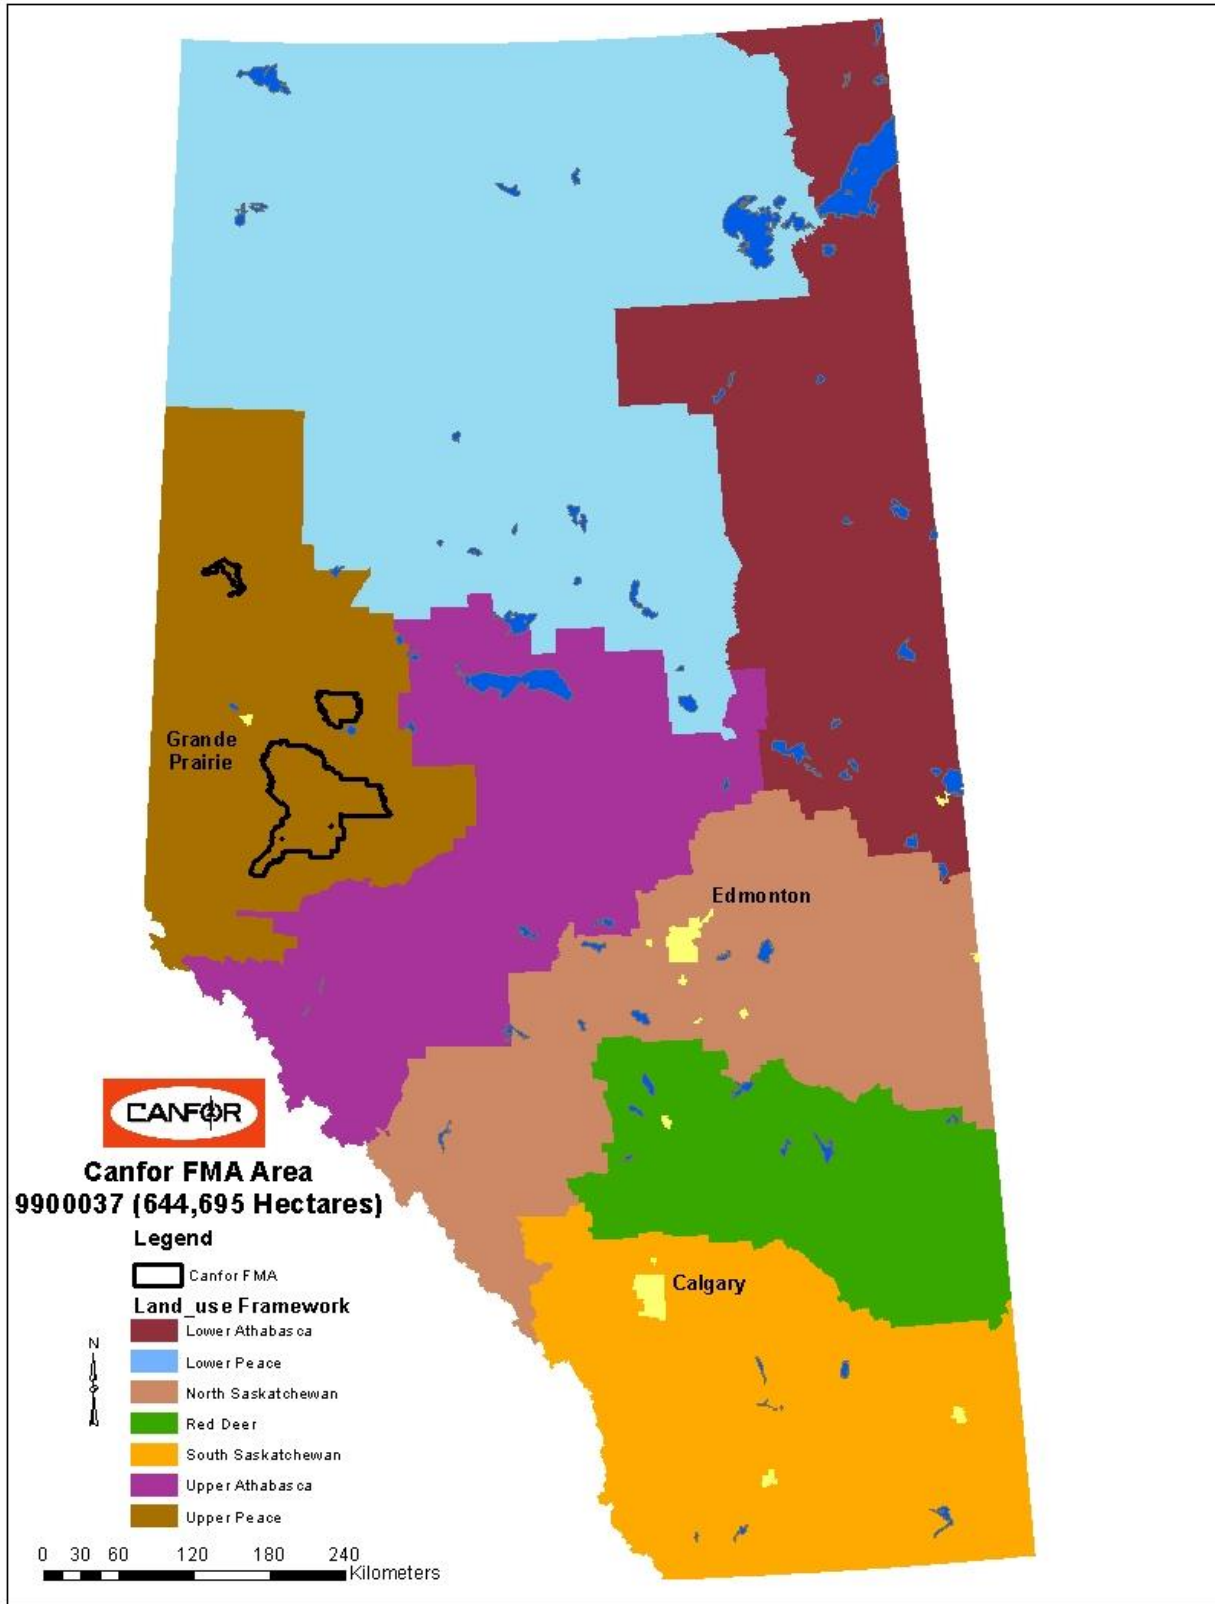 Grande
Prairie
Edmonton
CANFOR
Canfor FMA Area
9900037 (644,695 Hectares)
Calgary
Legend
Canfor FMA
Land_use Framework
N
Lower Athabasca
Lower Peace
North Saskatchewan
Red Deer
South Saskatchewan
Upper Athabasca
Upper Peace
0 30 60 120 180 240
Kilometers